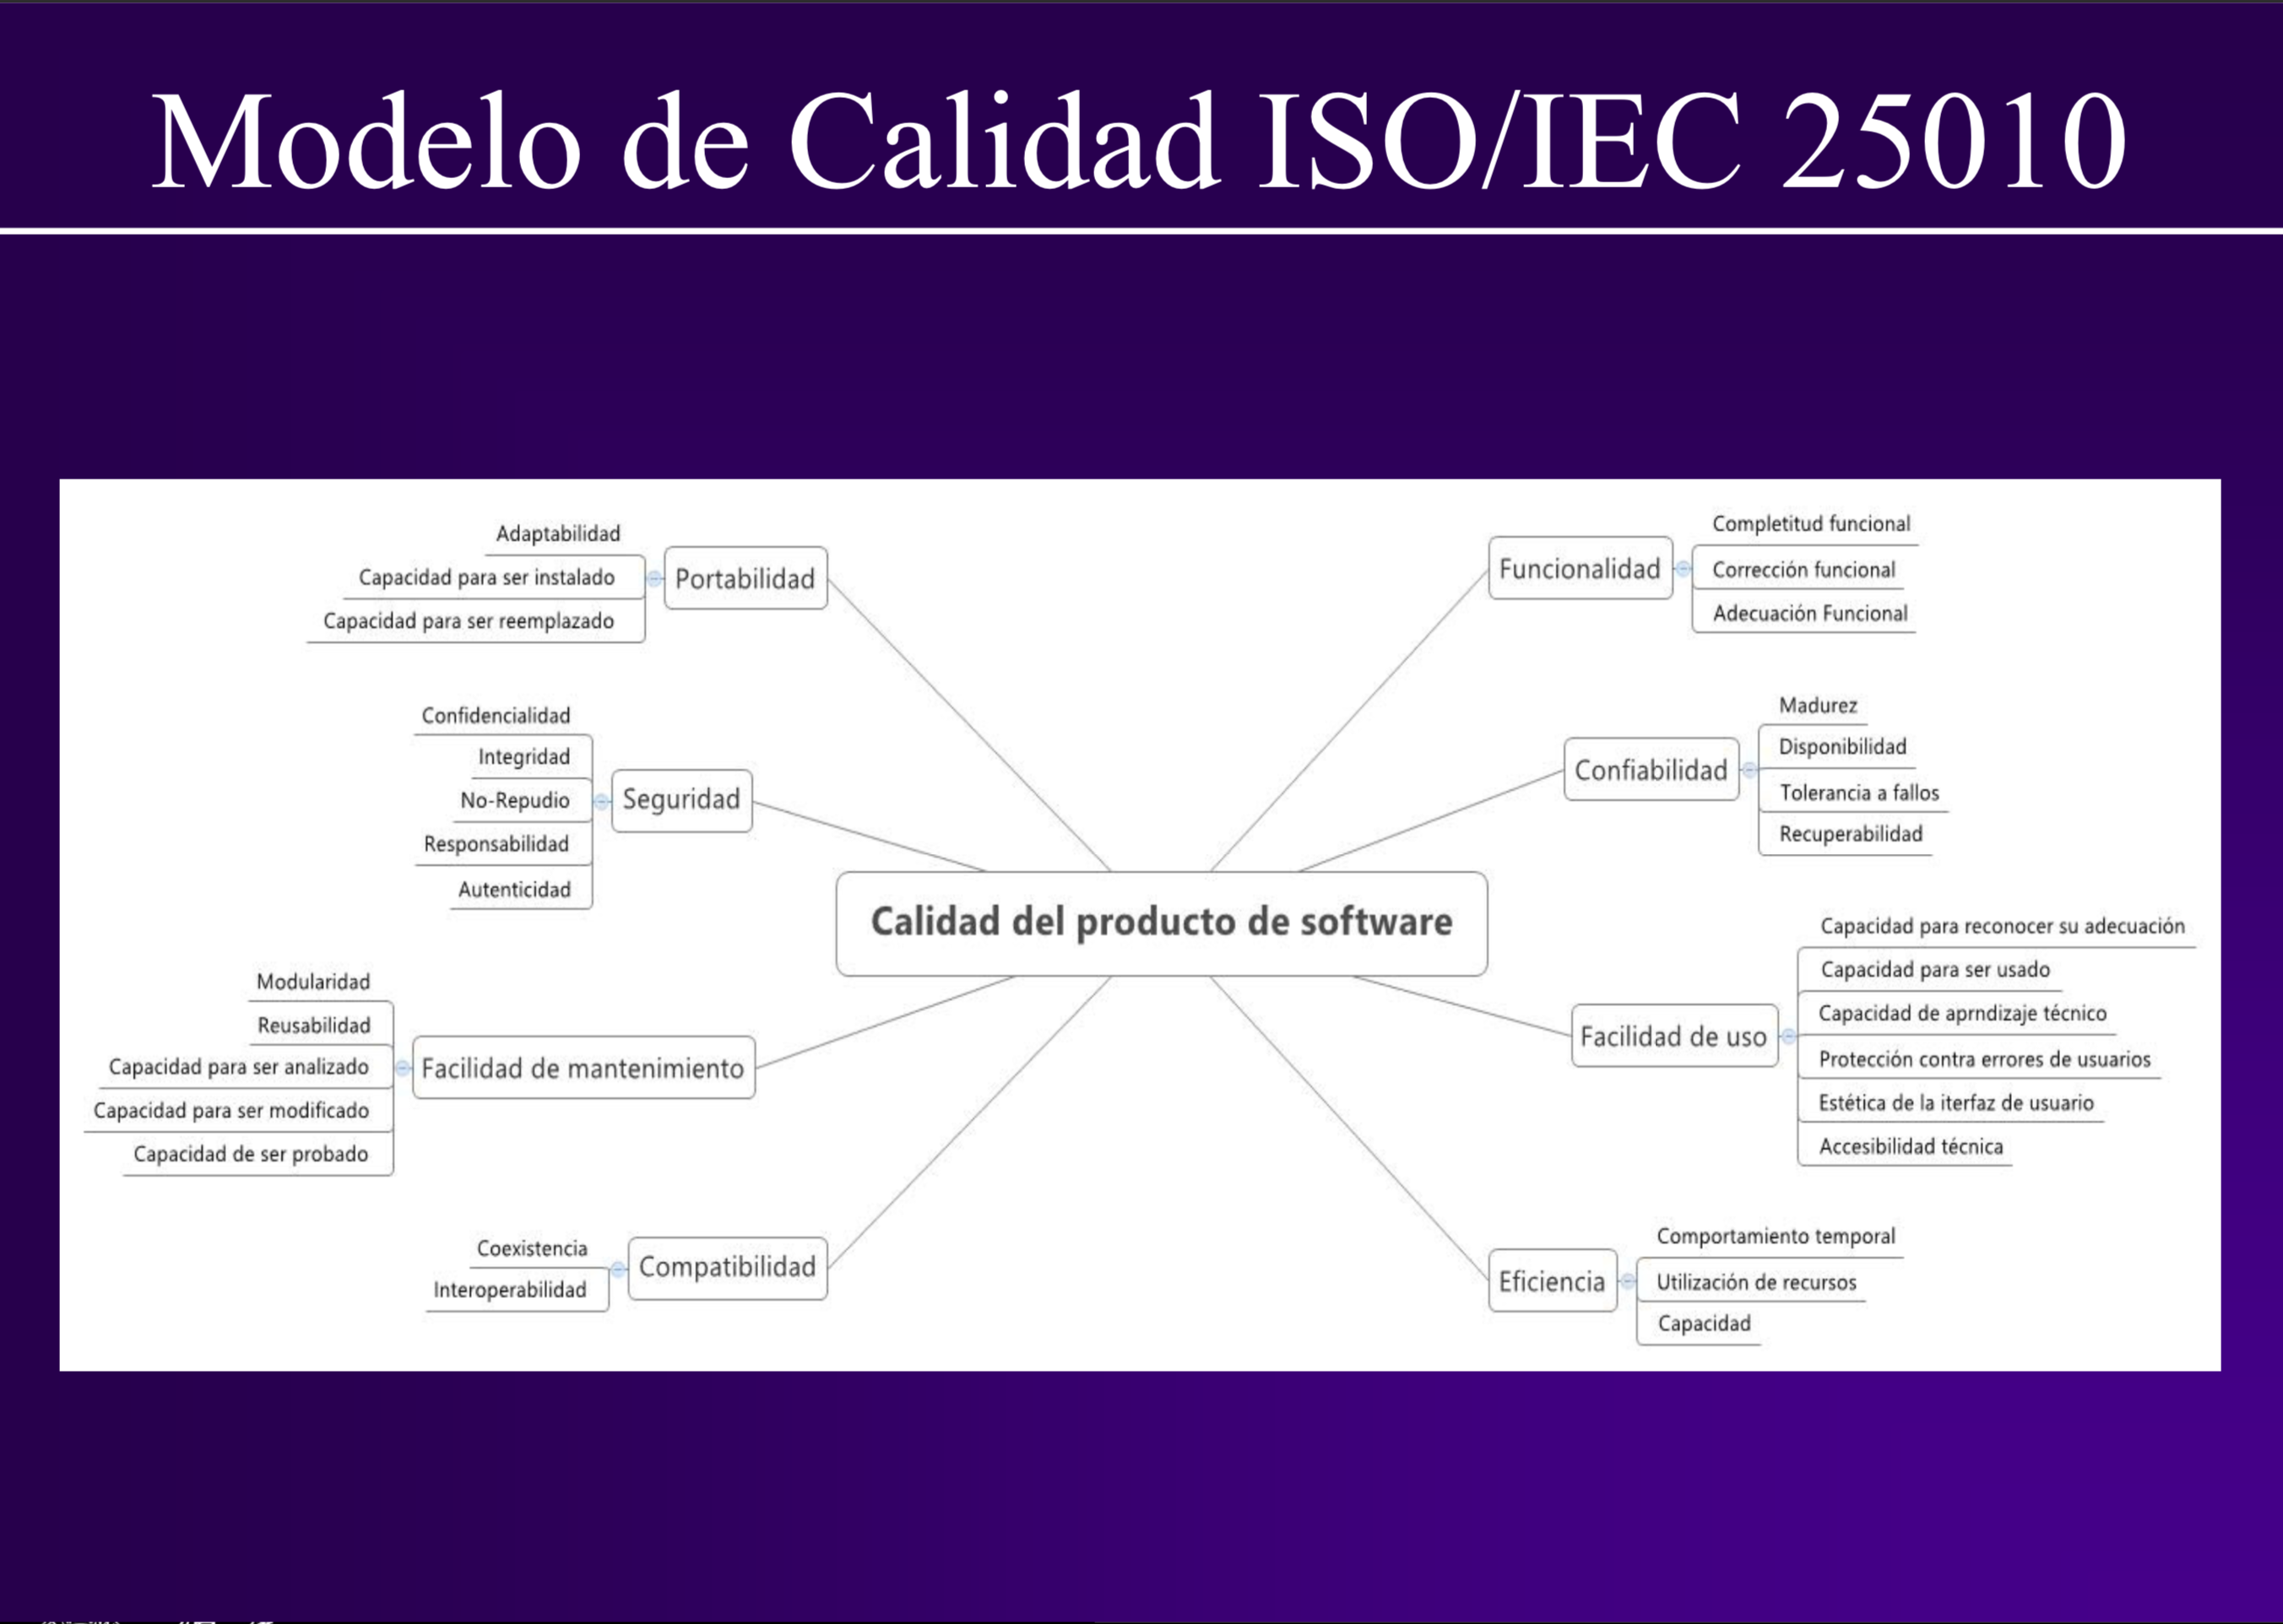 Modelo de Calidad ISO/IEC 25010
Adaptabilidad
Capacidad para ser instalado
Capacidad para ser reemplazado
Portabilidad
Confidencialidad
Integridad
No-Repudio
Responsabilidad
Autenticidad
Seguridad
Modularidad
Reusabilidad
Capacidad para ser analizado
Capacidad para ser modificado
Capacidad de ser probado
Facilidad de mantenimiento
Coexistencia
Interoperabilidad
Compatibilidad
Calidad del producto de software
Funcionalidad
Completitud funcional
Corrección funcional
Adecuación Funcional
Confiabilidad
Madurez
Disponibilidad
Tolerancia a fallos
Recuperabilidad
Facilidad de uso
Capacidad para reconocer su adecuación
Capacidad para ser usado
Capacidad de aprndizaje técnico
Protección contra errores de usuarios
Estética de la iterfaz de usuario
Accesibilidad técnica
Eficiencia
Comportamiento temporal
Utilización de recursos
Capacidad